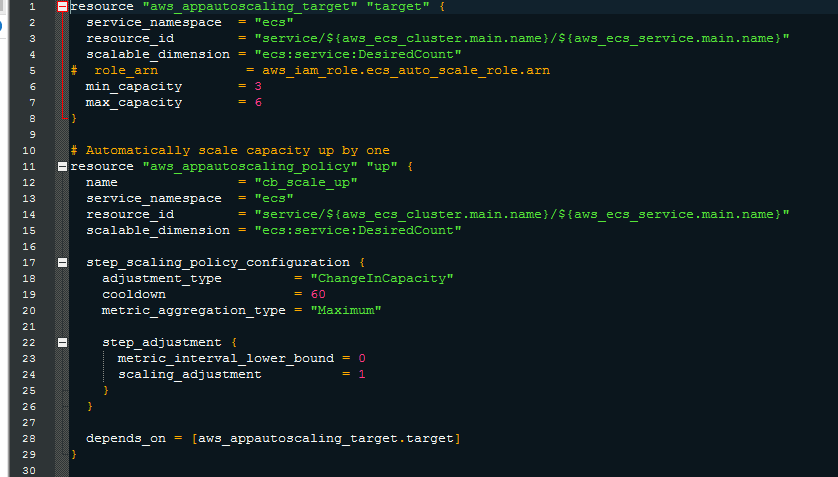 1 resource "aws_appautoscaling_target" "target" {
2   service_namespace  = "ecs"
3   resource_id        = "service/${aws_ecs_cluster.main.name}/${aws_ecs_service.main.name}"
4   scalable_dimension = "ecs:service:DesiredCount"
5 #  role_arn           = aws_iam_role.ecs_auto_scale_role.arn
6   min_capacity       = 3
7   max_capacity       = 6
8 }
9
10 # Automatically scale capacity up by one
11 resource "aws_appautoscaling_policy" "up" {
12   name               = "cb_scale_up"
13   service_namespace  = "ecs"
14   resource_id        = "service/${aws_ecs_cluster.main.name}/${aws_ecs_service.main.name}"
15   scalable_dimension = "ecs:service:DesiredCount"
16
17   step_scaling_policy_configuration {
18     adjustment_type         = "ChangeInCapacity"
19     cooldown                = 60
20     metric_aggregation_type = "Maximum"
21
22     step_adjustment {
23       metric_interval_lower_bound = 0
24       scaling_adjustment          = 1
25     }
26   }
27
28   depends_on = [aws_appautoscaling_target.target]
29 }
30